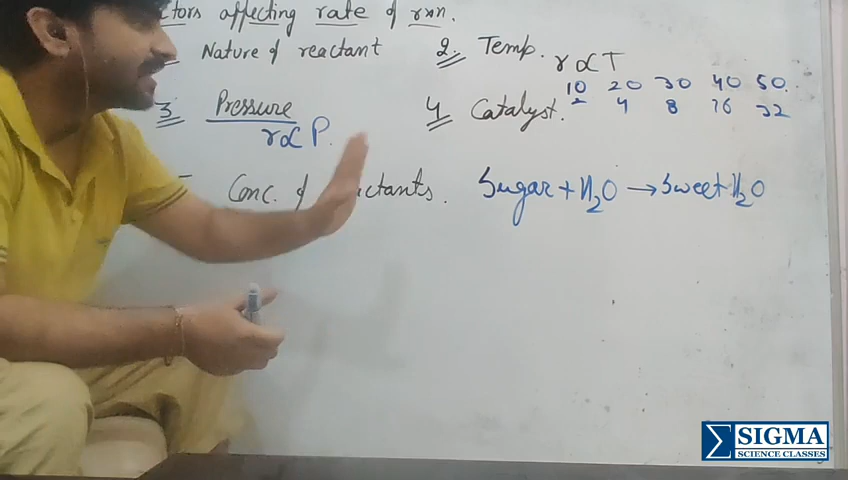 ctors affecting rate of rxn.
Nature of reactant
2. Temp. r ∝ T
10 20 30 40 50.
2 4 8 16 32
3. Pressure
r ∝ P.
4. Catalyst.
Conc. of ctants.
Sugar + H2O → Sweet H2O
SIGMA
SCIENCE CLASSES